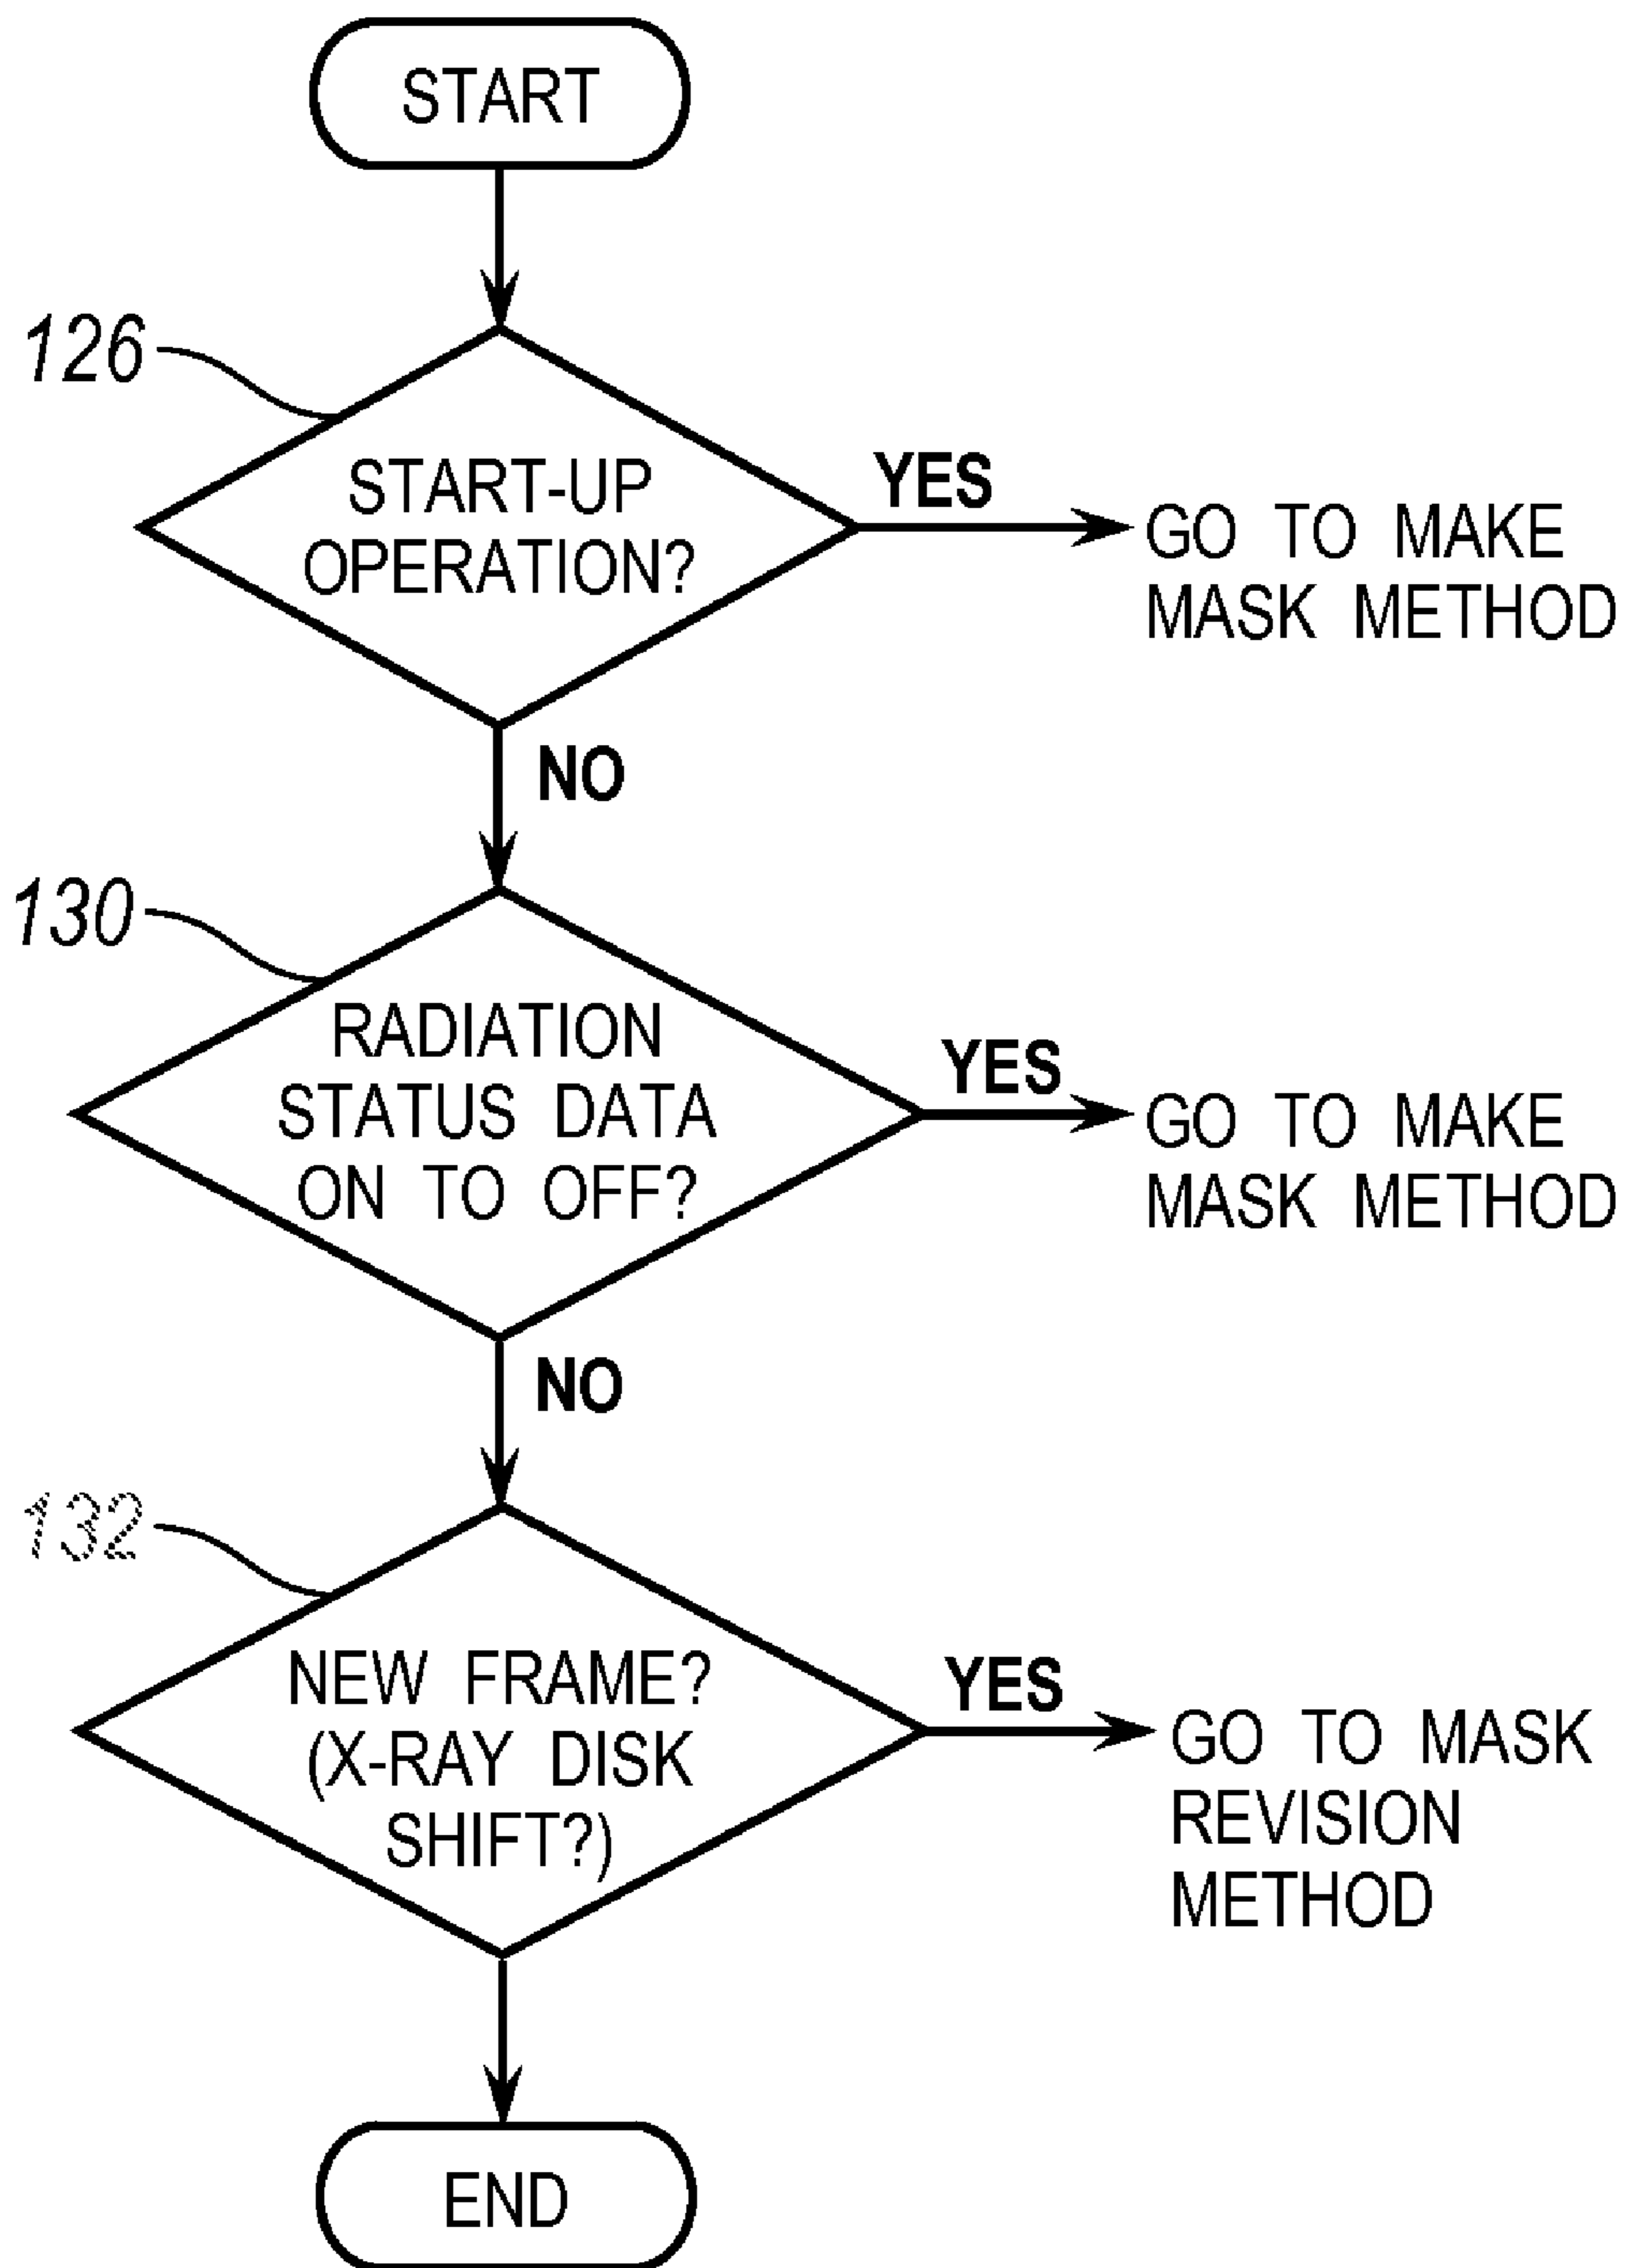 START
126
START-UP
OPERATION?
YES
GO TO MAKE
MASK METHOD
NO
130
RADIATION
STATUS DATA
ON TO OFF?
YES
GO TO MAKE
MASK METHOD
NO
132
NEW FRAME?
(X-RAY DISK
SHIFT?)
YES
GO TO MASK
REVISION
METHOD
END